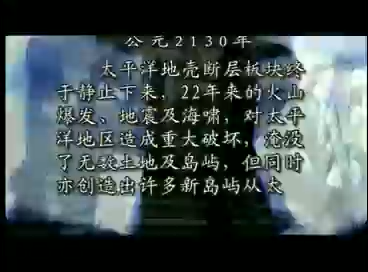 公元2130年
太平洋地壳断层板块终
于静止下来，22年来的火山
爆发、地震及海啸，对太平
洋地区造成重大破坏，淹没
了无数土地及岛屿，但同时
亦创造出许多新岛屿从太